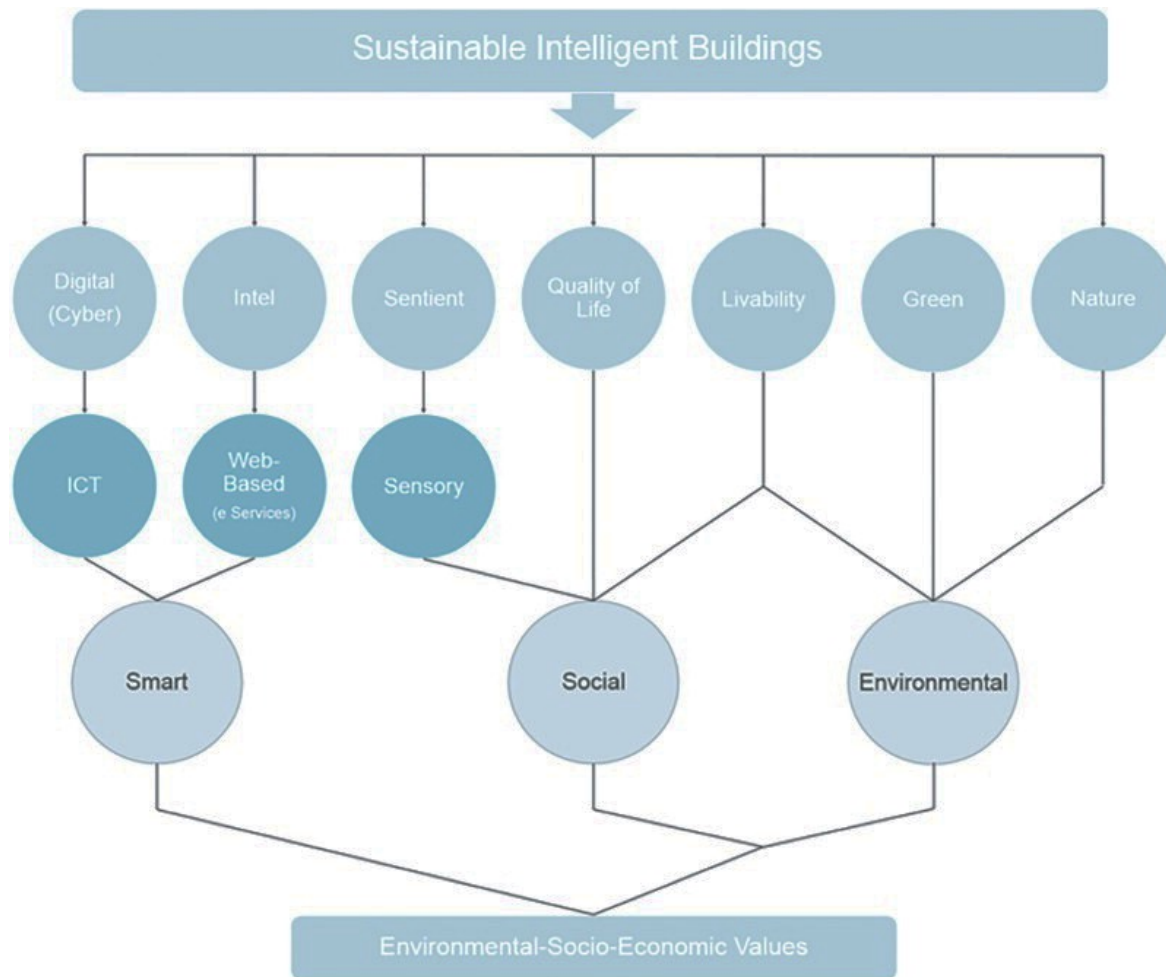 Sustainable Intelligent Buildings
Digital
(Cyber)
Intel
Sentient
Quality of
Life
Livability
Green
Nature
ICT
Web-
Based
(e Services)
Sensory
Smart
Social
Environmental
Environmental-Socio-Economic Values